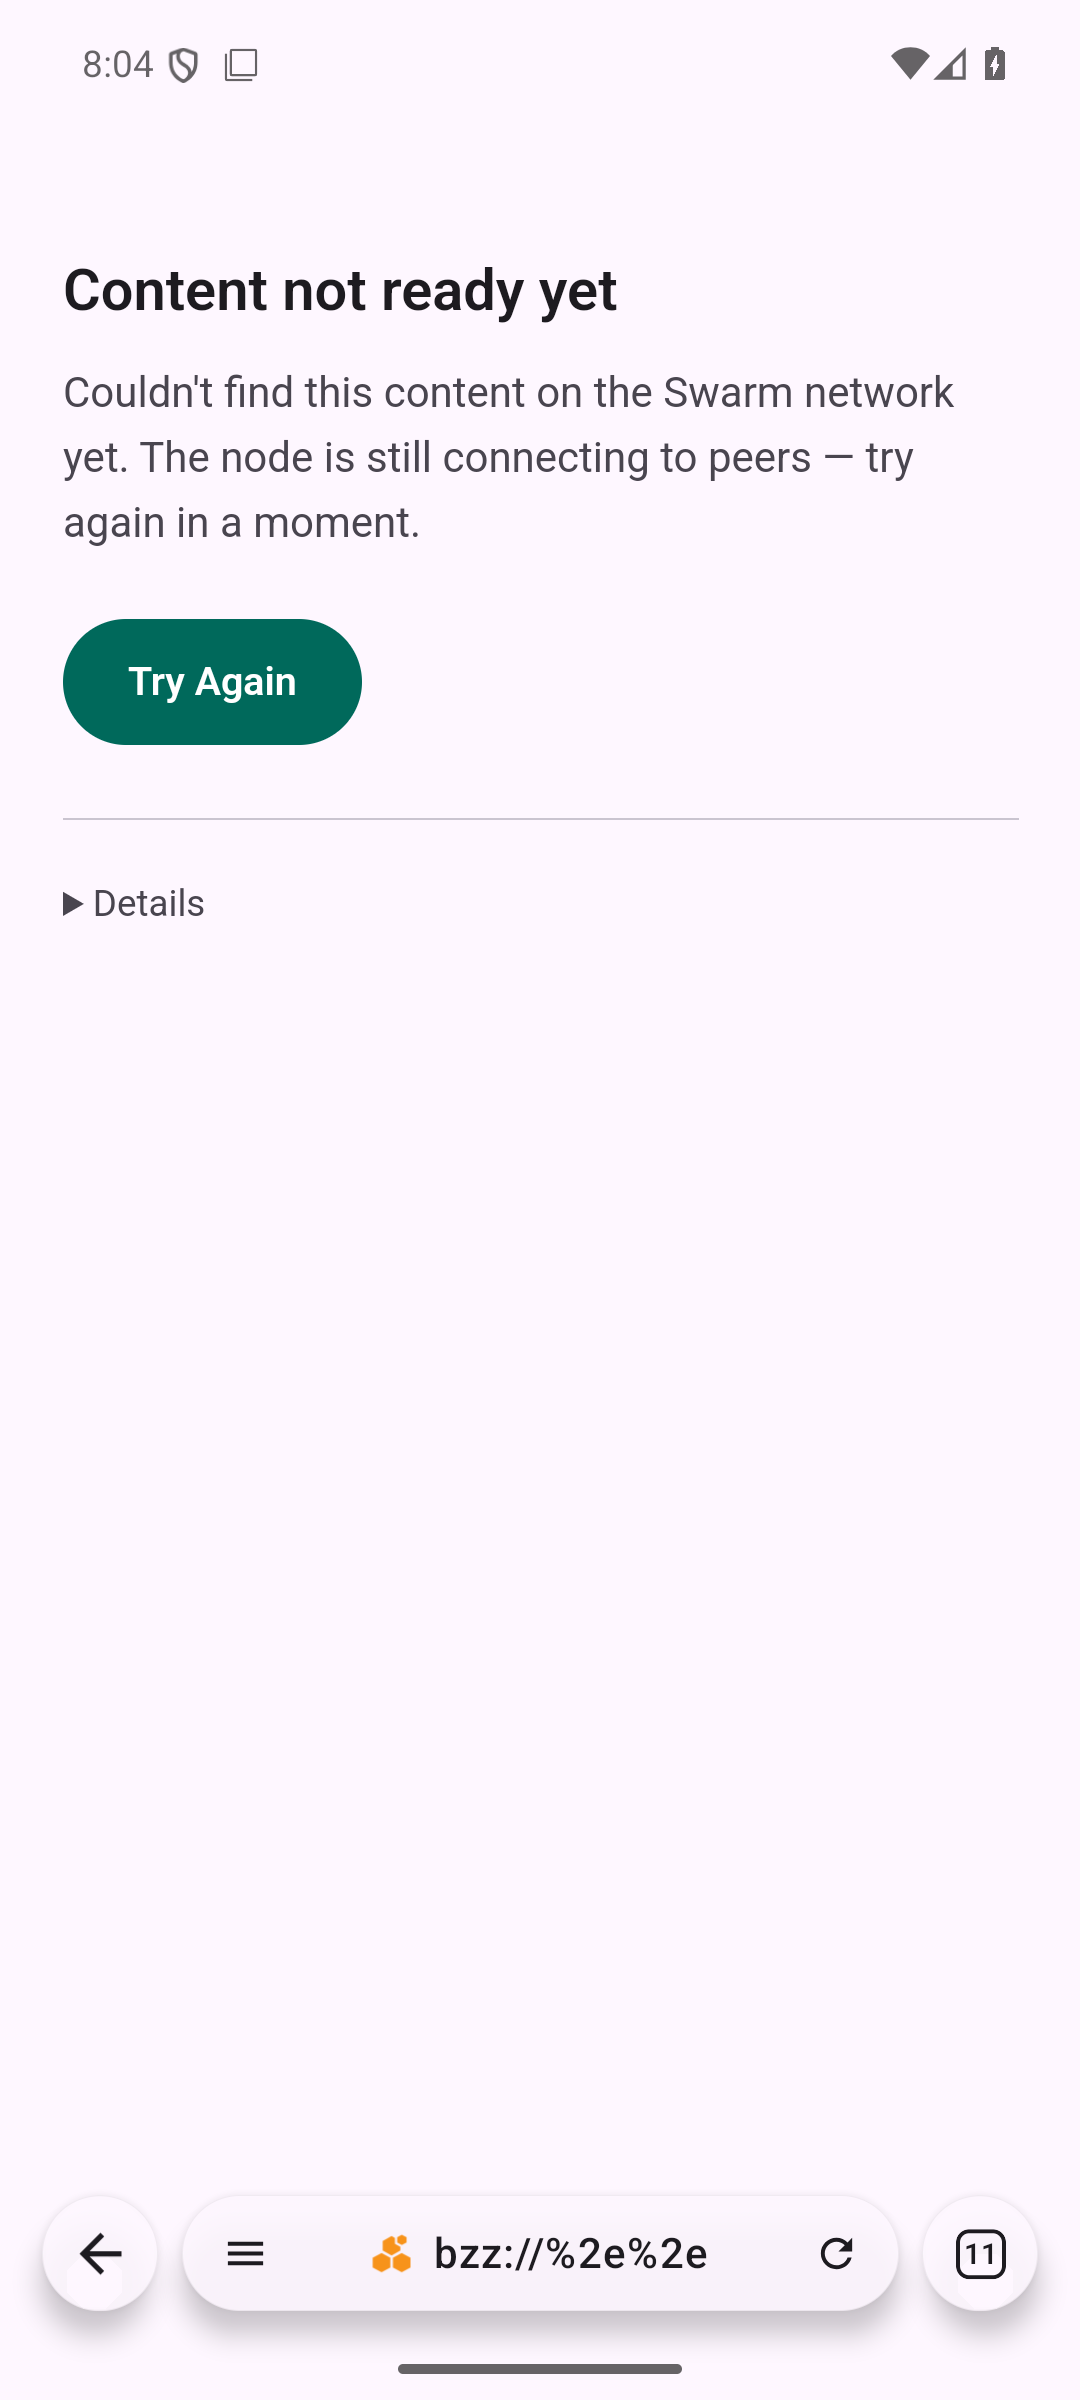 8:04
Content not ready yet
Couldn't find this content on the Swarm network
yet. The node is still connecting to peers — try
again in a moment.
Try Again
Details
bzz://%2e%2e
11